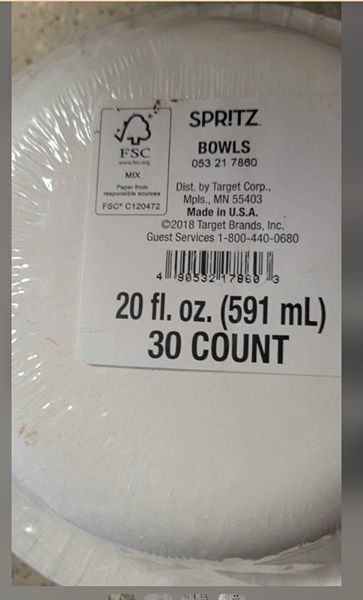 SPR!TZ™
BOWLS
053 21 7860
FSC
www.fsc.org
MIX
Paper from
responsible sources
FSC® C120472
Dist. by Target Corp.,
Mpls., MN 55403
Made in U.S.A.
©2018 Target Brands, Inc.
Guest Services 1-800-440-0680
4 90532 17860 3
20 fl. oz. (591 mL)
30 COUNT